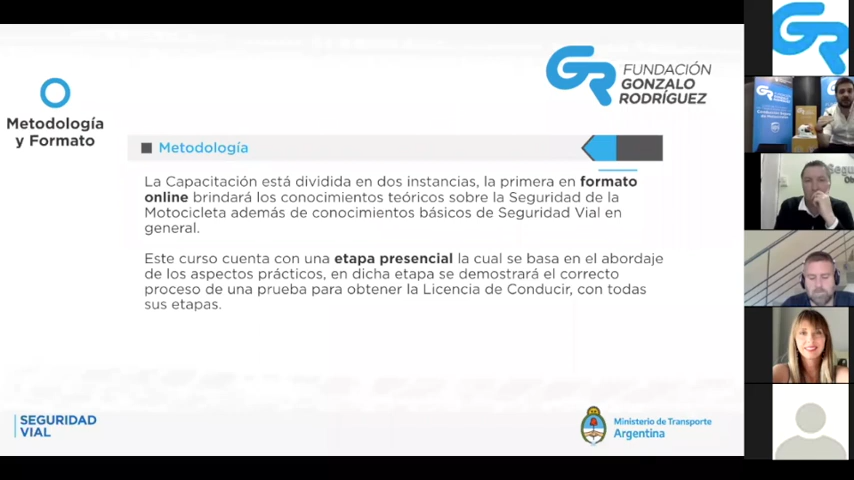 FUNDACIÓN
GONZALO
RODRÍGUEZ
Metodología
y Formato
Metodología
La Capacitación está dividida en dos instancias, la primera en formato
online brindará los conocimientos teóricos sobre la Seguridad de la
Motocicleta además de conocimientos básicos de Seguridad Vial en
general.
Este curso cuenta con una etapa presencial la cual se basa en el abordaje
de los aspectos prácticos, en dicha etapa se demostrará el correcto
proceso de una prueba para obtener la Licencia de Conducir, con todas
sus etapas.
SEGURIDAD
VIAL
Ministerio de Transporte
Argentina